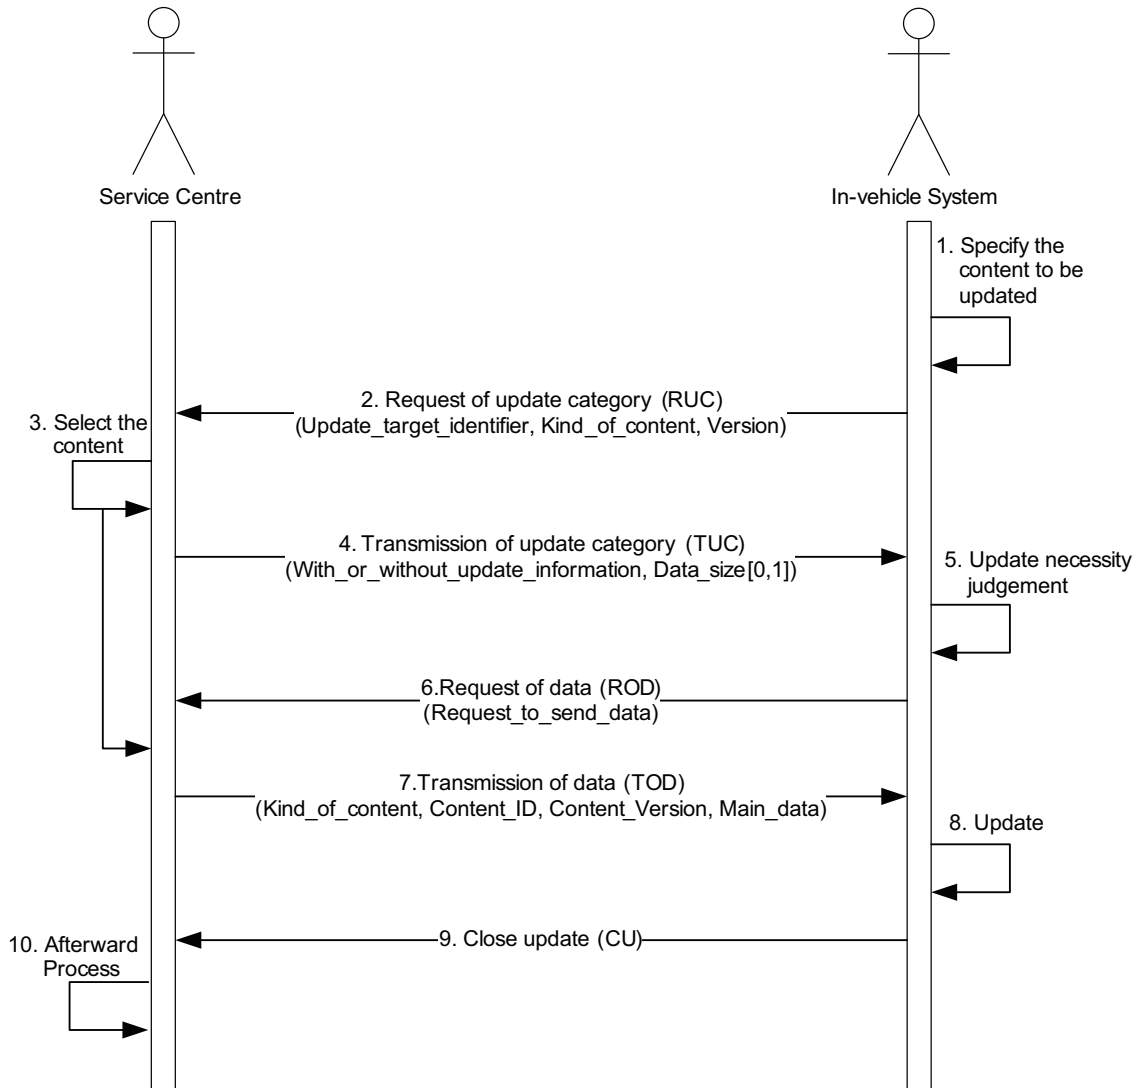 Service Centre
In-vehicle System
1. Specify the
content to be
updated
2. Request of update category (RUC)
(Update_target_identifier, Kind_of_content, Version)
3. Select the
content
4. Transmission of update category (TUC)
(With_or_without_update_information, Data_size[0,1])
5. Update necessity
judgement
6.Request of data (ROD)
(Request_to_send_data)
7.Transmission of data (TOD)
(Kind_of_content, Content_ID, Content_Version, Main_data)
8. Update
9. Close update (CU)
10. Afterward
Process